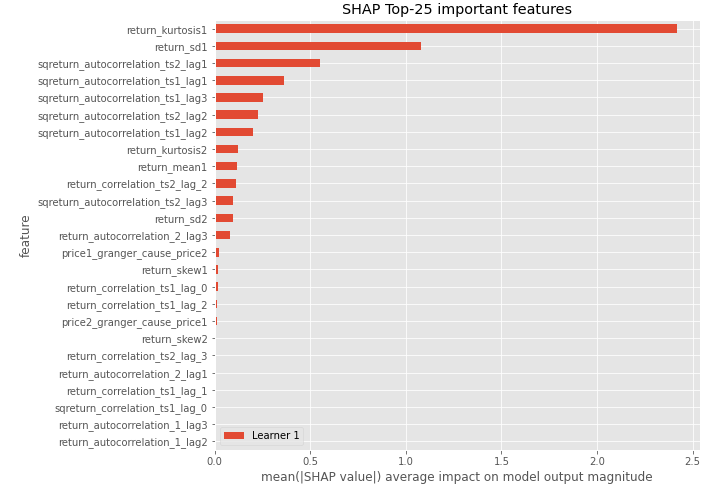 SHAP Top-25 important features
feature
return_kurtosis1
return_sd1
sqreturn_autocorrelation_ts2_lag1
sqreturn_autocorrelation_ts1_lag1
sqreturn_autocorrelation_ts1_lag3
sqreturn_autocorrelation_ts2_lag2
sqreturn_autocorrelation_ts1_lag2
return_kurtosis2
return_mean1
return_correlation_ts2_lag_2
sqreturn_autocorrelation_ts2_lag3
return_sd2
return_autocorrelation_2_lag3
price1_granger_cause_price2
return_skew1
return_correlation_ts1_lag_0
return_correlation_ts1_lag_2
price2_granger_cause_price1
return_skew2
return_correlation_ts2_lag_3
return_autocorrelation_2_lag1
return_correlation_ts1_lag_1
sqreturn_correlation_ts1_lag_0
return_autocorrelation_1_lag3
return_autocorrelation_1_lag2
Learner 1
0.0 0.5 1.0 1.5 2.0 2.5
mean(|SHAP value|) average impact on model output magnitude